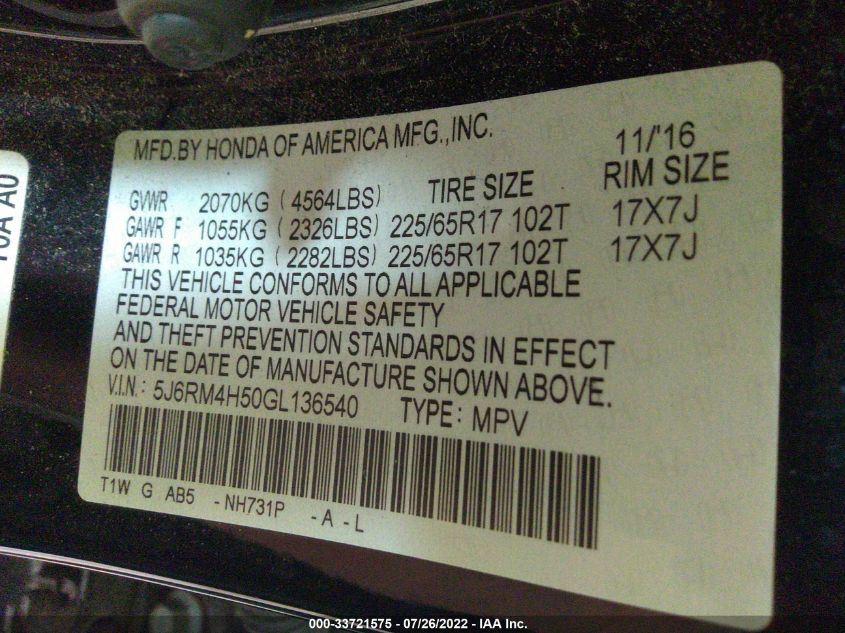 MFD.BY HONDA OF AMERICA MFG.,INC. 11/'16
GVWR 2070KG (4564LBS) TIRE SIZE RIM SIZE
GAWR F 1055KG (2326LBS) 225/65R17 102T 17X7J
GAWR R 1035KG (2282LBS) 225/65R17 102T 17X7J
THIS VEHICLE CONFORMS TO ALL APPLICABLE
FEDERAL MOTOR VEHICLE SAFETY
AND THEFT PREVENTION STANDARDS IN EFFECT
ON THE DATE OF MANUFACTURE SHOWN ABOVE.
V.I.N.: 5J6RM4H50GL136540 TYPE: MPV
T1W G AB5 -NH731P -A-L
000-33721575 - 07/26/2022 - IAA Inc.